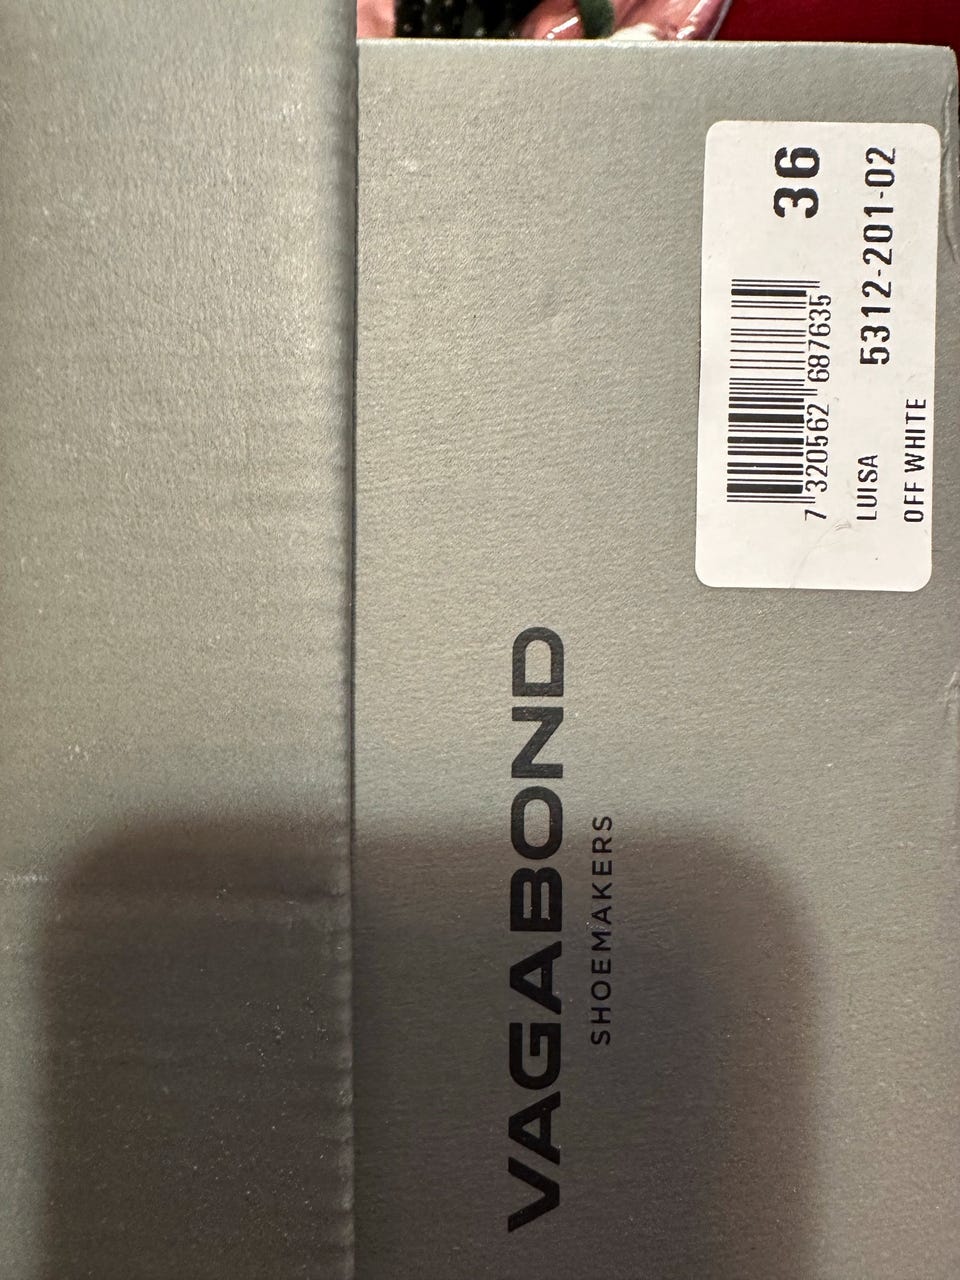 VAGABOND
SHOEMAKERS
36
7 320562 687635
LUISA 5312-201-02
OFF WHITE